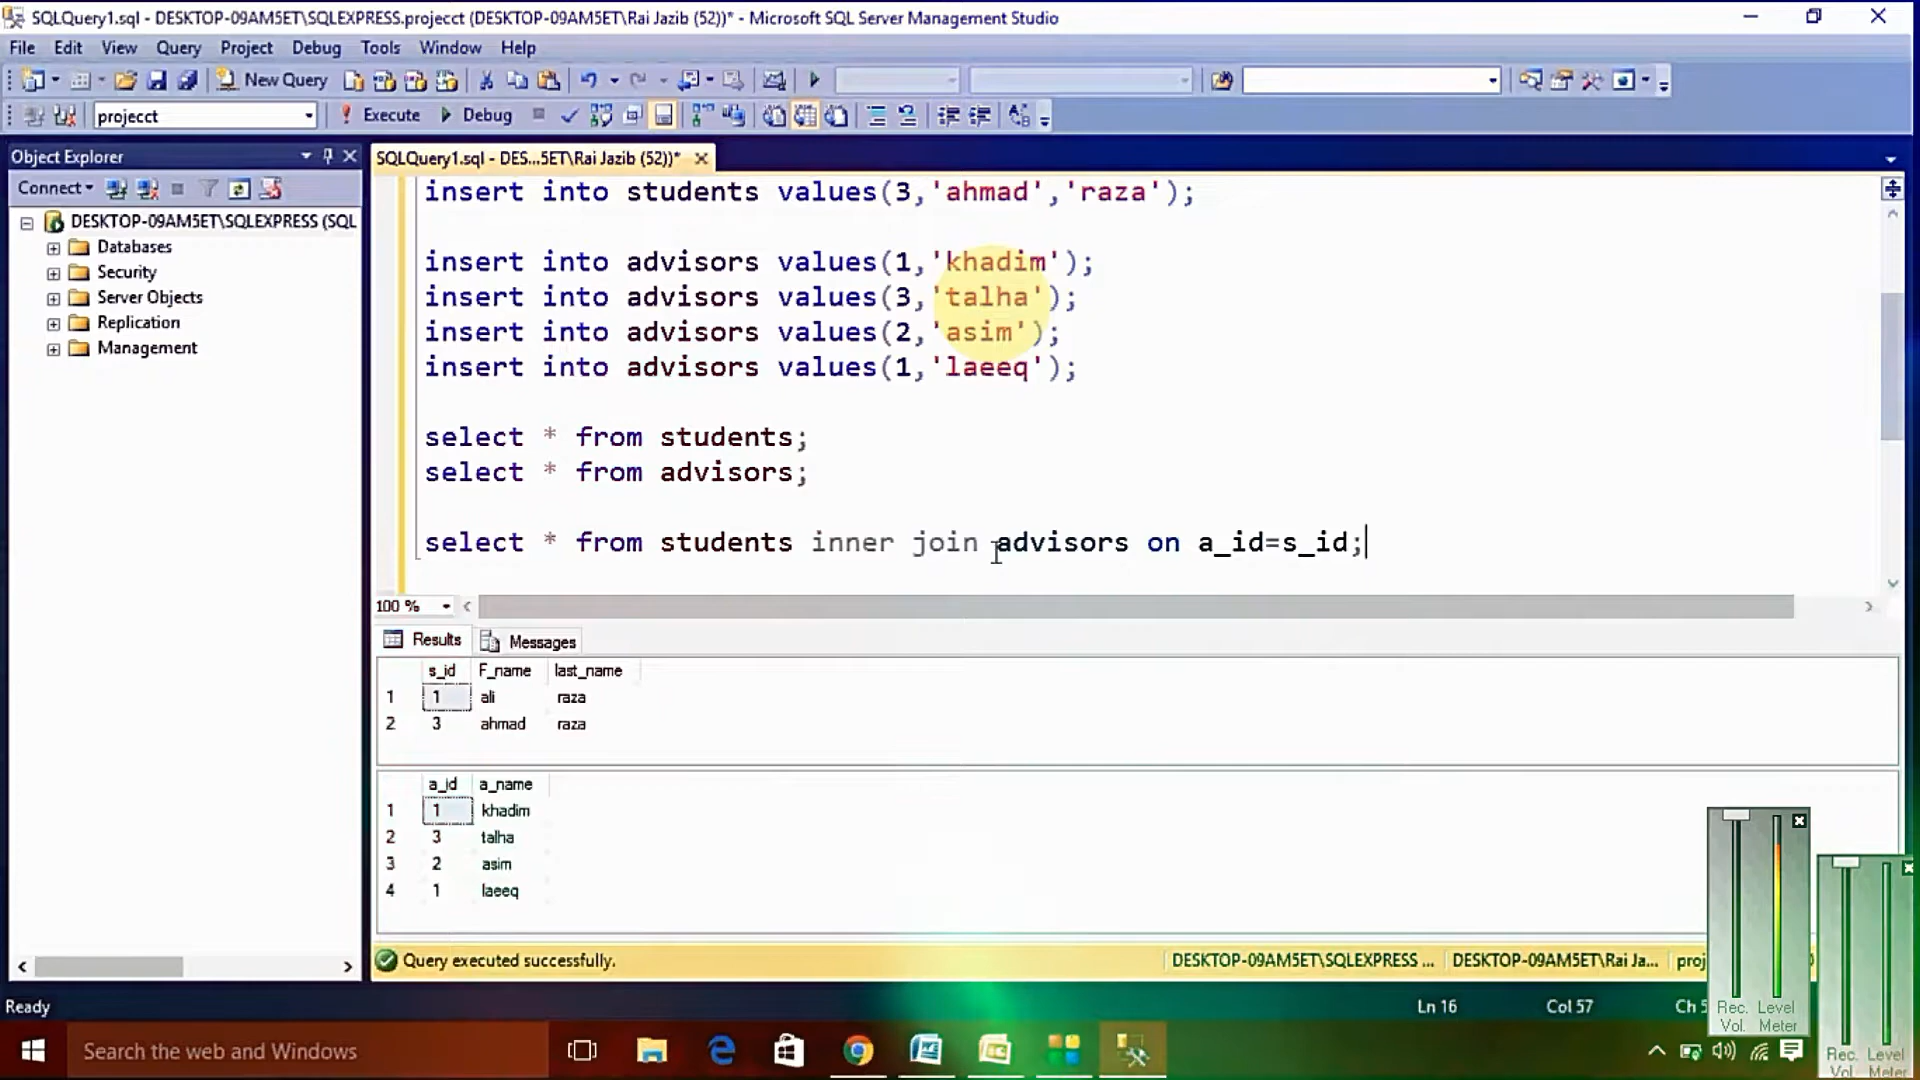 SQLQuery1.sql - DESKTOP-09AM5ET\SQLEXPRESS.projecct (DESKTOP-09AM5ET\Rai Jazib (52))* - Microsoft SQL Server Management Studio
File Edit View Query Project Debug Tools Window Help
New Query
projecct Execute Debug
Object Explorer
SQLQuery1.sql - DES...5ET\Rai Jazib (52))*
Connect
DESKTOP-09AM5ET\SQLEXPRESS (SQL
Databases
Security
Server Objects
Replication
Management
insert into students values(3,'ahmad','raza');
insert into advisors values(1,'khadim');
insert into advisors values(3,'talha');
insert into advisors values(2,'asim');
insert into advisors values(1,'laeeq');
select * from students;
select * from advisors;
select * from students inner join advisors on a_id=s_id;
100 %
Results Messages
s_id F_name last_name
1 1 ali raza
2 3 ahmad raza
a_id a_name
1 1 khadim
2 3 talha
3 2 asim
4 1 laeeq
Query executed successfully.
DESKTOP-09AM5ET\SQLEXPRESS ... DESKTOP-09AM5ET\Rai Ja... proj
Ready
Ln 16 Col 57 Ch 5
Rec. Level
Vol. Meter
Search the web and Windows
Rec. Level
Vol. Meter